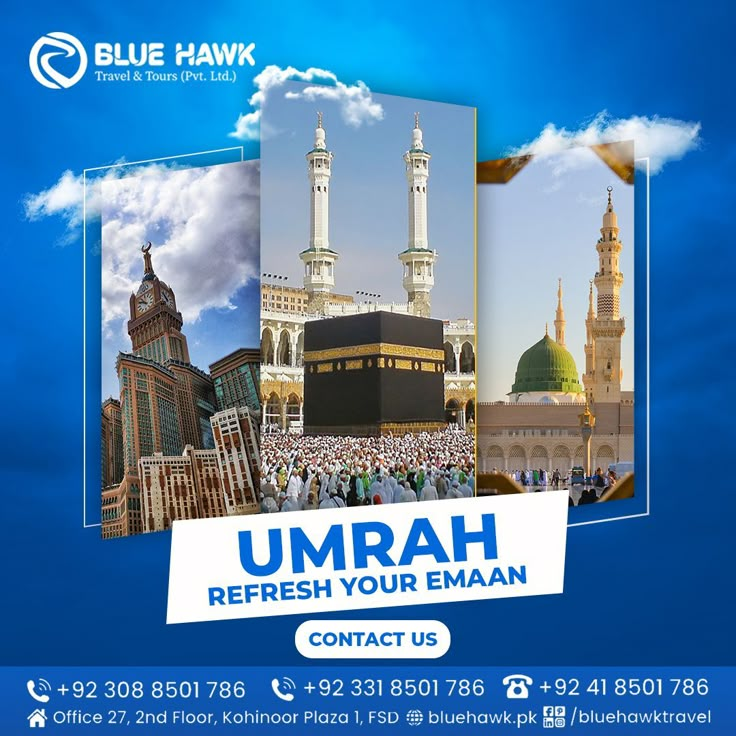 BLUE HAWK
Travel & Tours (Pvt. Ltd.)
UMRAH
REFRESH YOUR EMAAN
CONTACT US
+92 308 8501 786 +92 331 8501 786 +92 41 8501 786
Office 27, 2nd Floor, Kohinoor Plaza 1, FSD bluehawk.pk /bluehawktravel